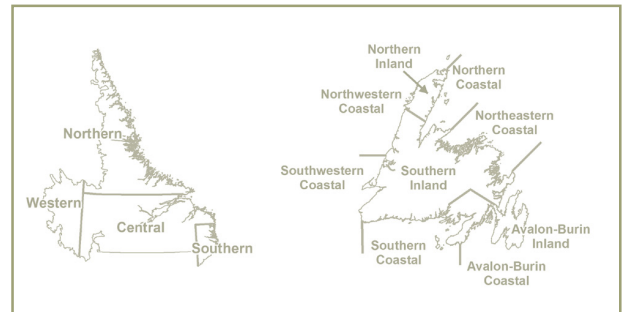 Northern
Western
Central
Southern
Northern
Inland
Northern
Coastal
Northwestern
Coastal
Northeastern
Coastal
Southwestern
Coastal
Southern
Inland
Southern
Coastal
Avalon-Burin
Inland
Avalon-Burin
Coastal